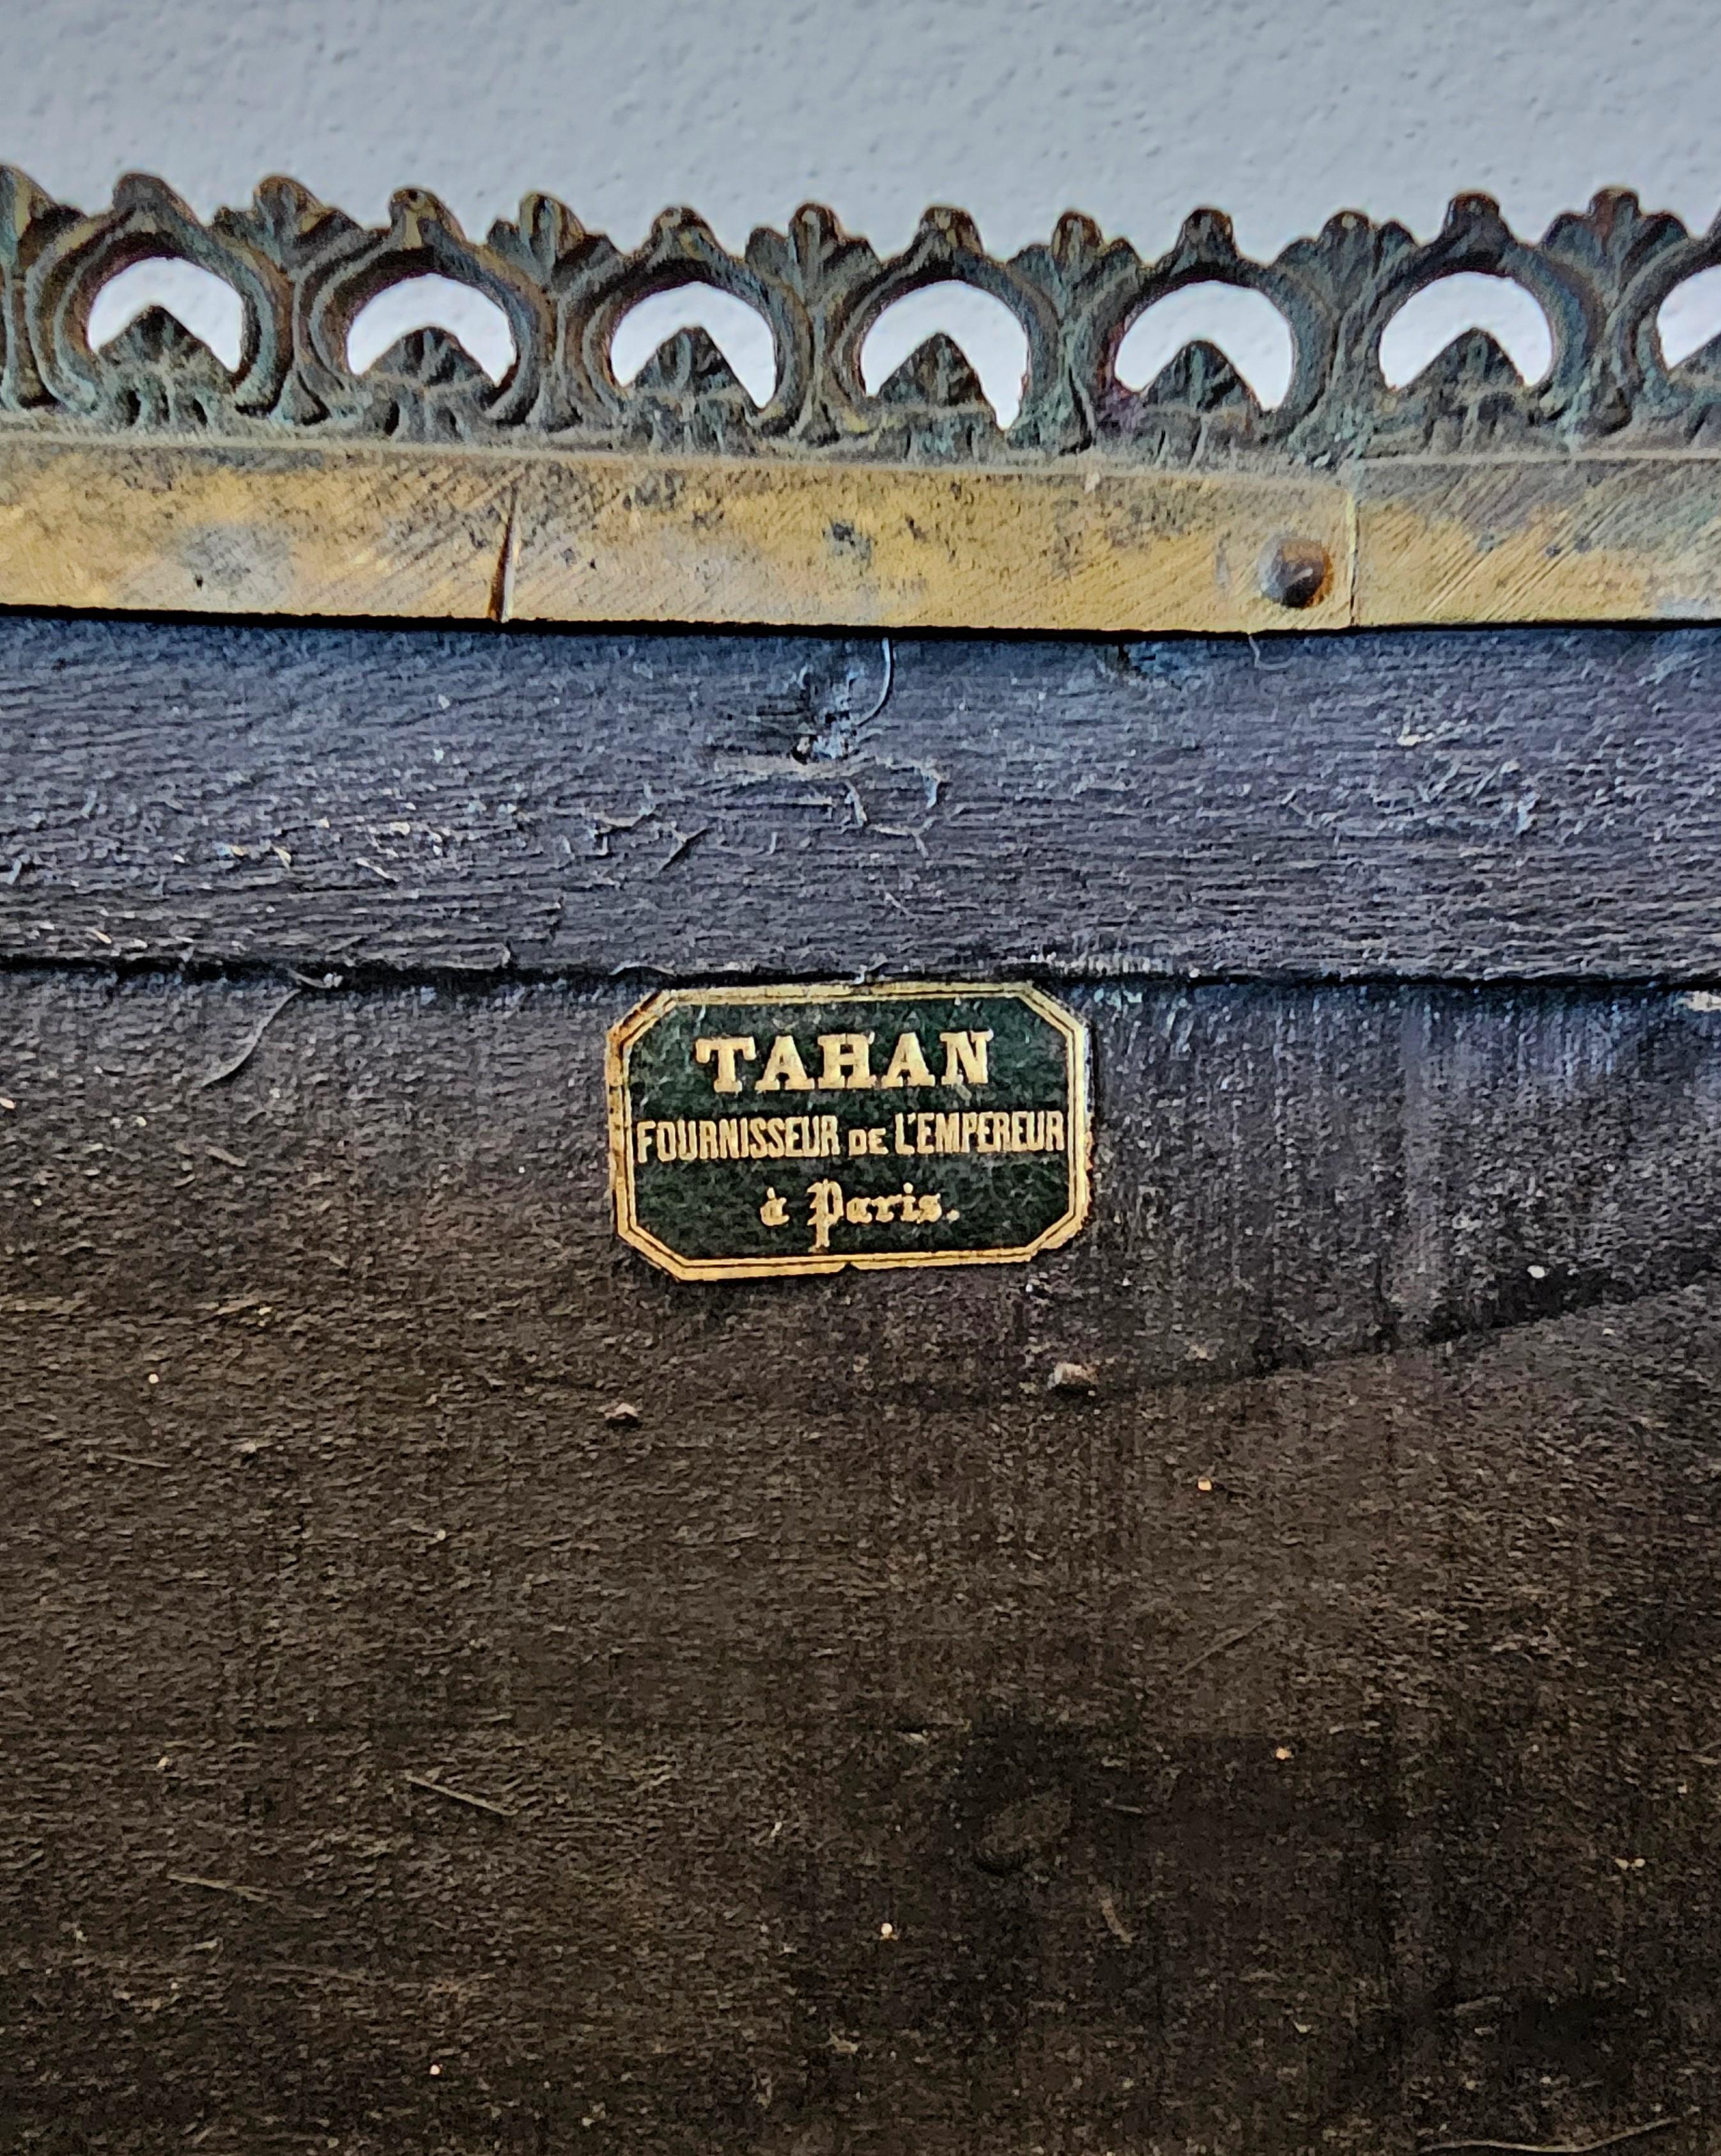 TAHAN
FOURNISSEUR DE L'EMPEREUR
à Paris.